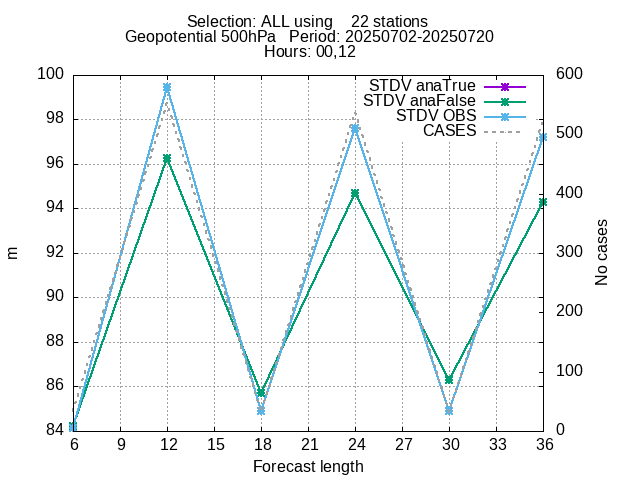 Selection: ALL using    22 stations
Geopotential 500hPa   Period: 20250702-20250720
Hours: 00,12
STDV anaTrue
STDV anaFalse
STDV OBS
CASES
100
98
96
94
92
90
88
86
84
m
600
500
400
300
200
100
0
No cases
6 9 12 15 18 21 24 27 30 33 36
Forecast length